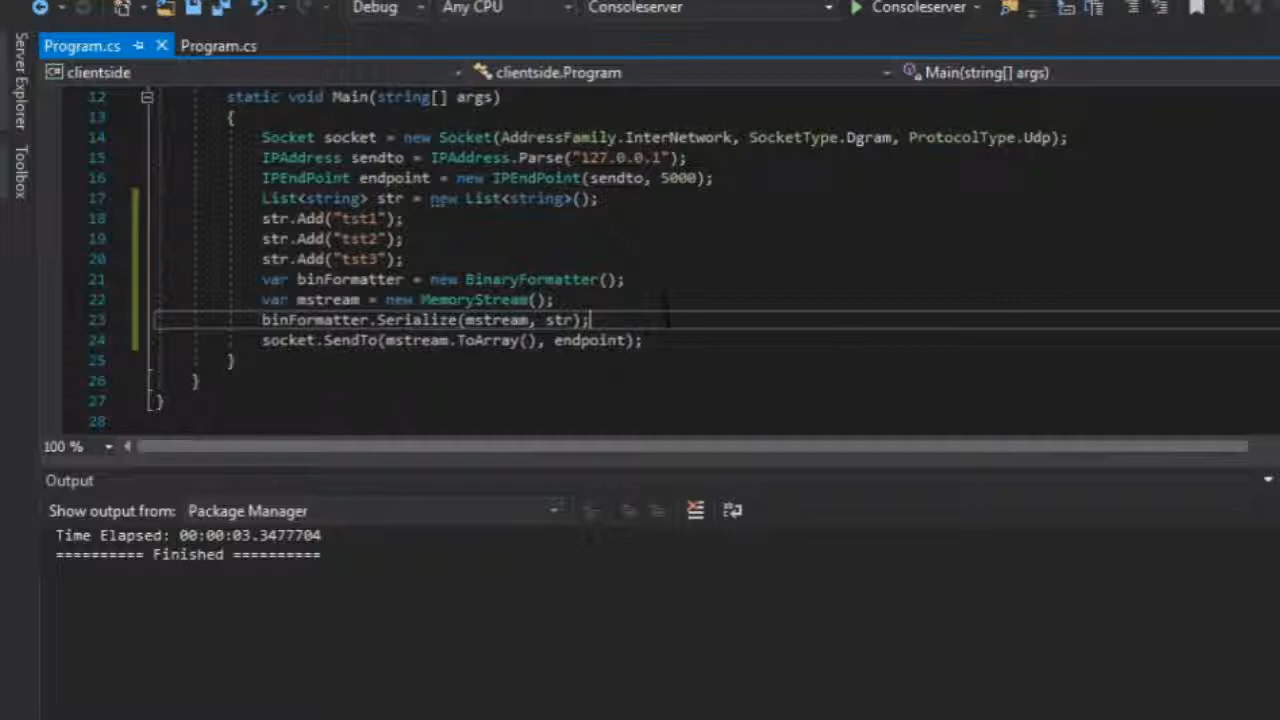 Debug Any CPU Consoleserver Consoleserver
Program.cs Program.cs
Server Explorer
Toolbox
clientside clientside.Program Main(string[] args)
12 static void Main(string[] args)
13 {
14 Socket socket = new Socket(AddressFamily.InterNetwork, SocketType.Dgram, ProtocolType.Udp);
15 IPAddress sendto = IPAddress.Parse("127.0.0.1");
16 IPEndPoint endpoint = new IPEndPoint(sendto, 5000);
17 List<string> str = new List<string>();
18 str.Add("tst1");
19 str.Add("tst2");
20 str.Add("tst3");
21 var binFormatter = new BinaryFormatter();
22 var mstream = new MemoryStream();
23 binFormatter.Serialize(mstream, str);
24 socket.SendTo(mstream.ToArray(), endpoint);
25 }
26 }
27 }
28
100 %
Output
Show output from: Package Manager
Time Elapsed: 00:00:03.3477704
========== Finished ==========